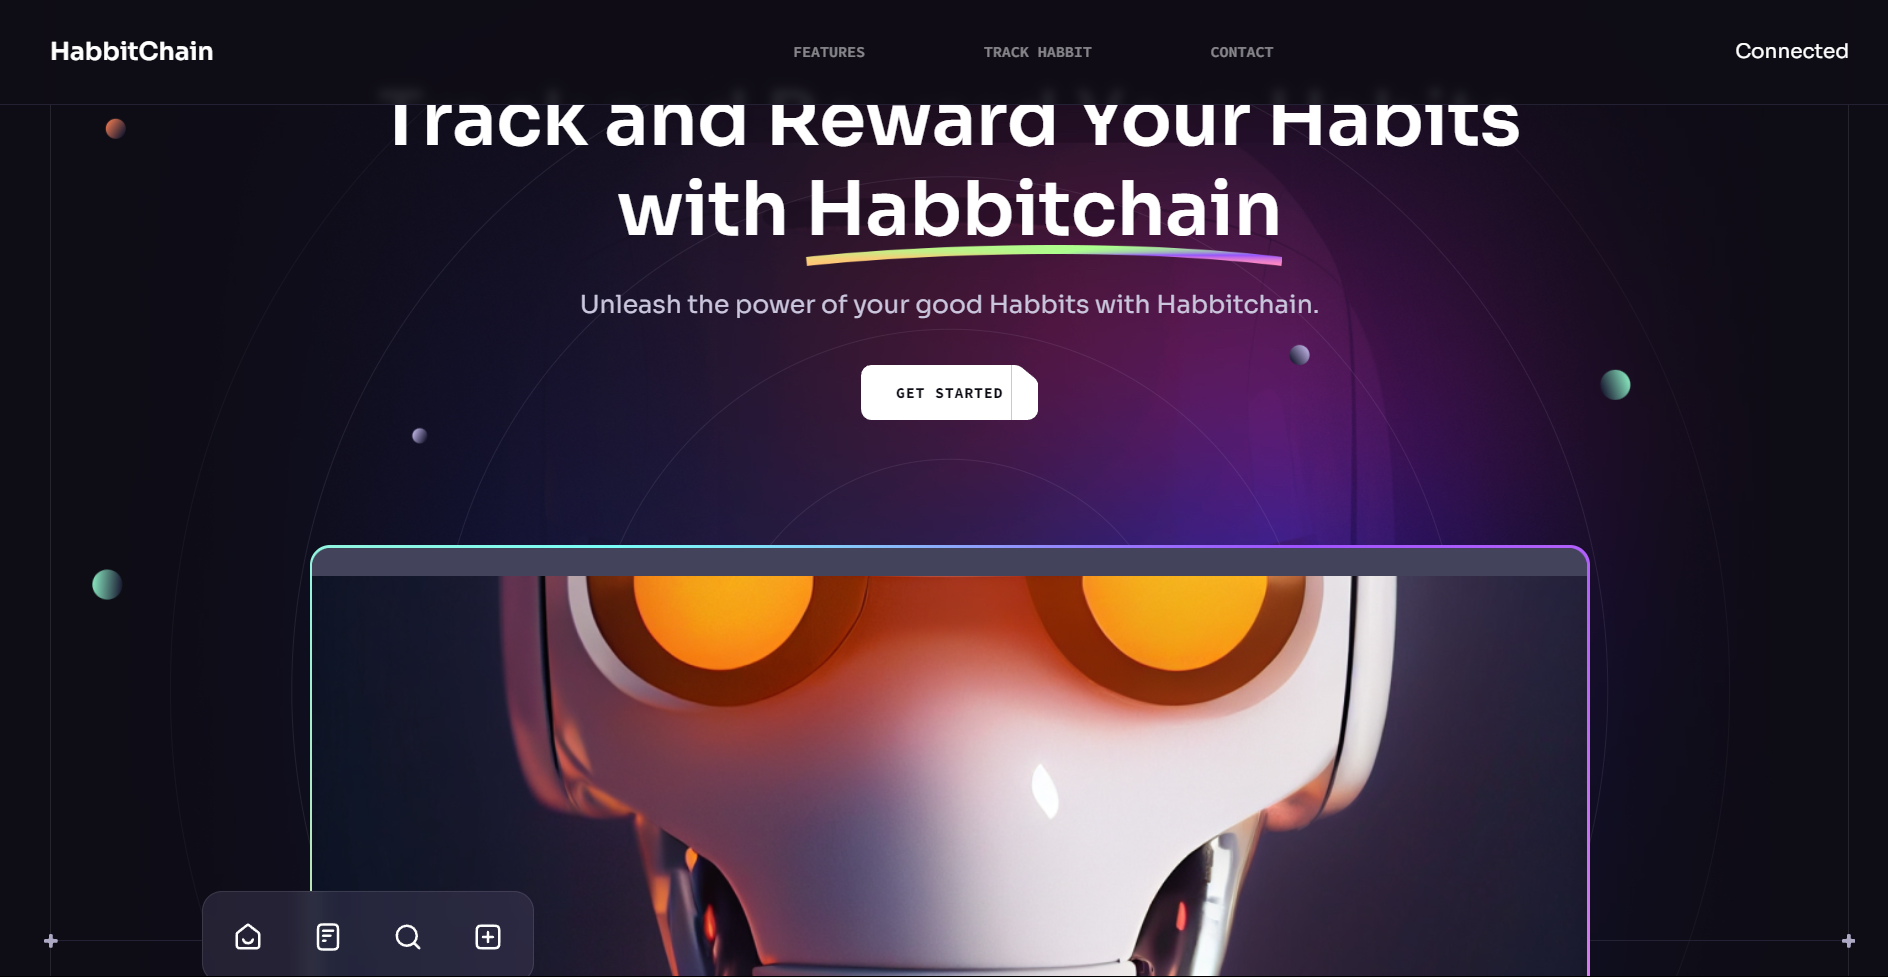 HabbitChain
FEATURES
TRACK HABBIT
CONTACT
Connected
Track and Reward Your Habits
with Habbitchain
Unleash the power of your good Habbits with Habbitchain.
GET STARTED